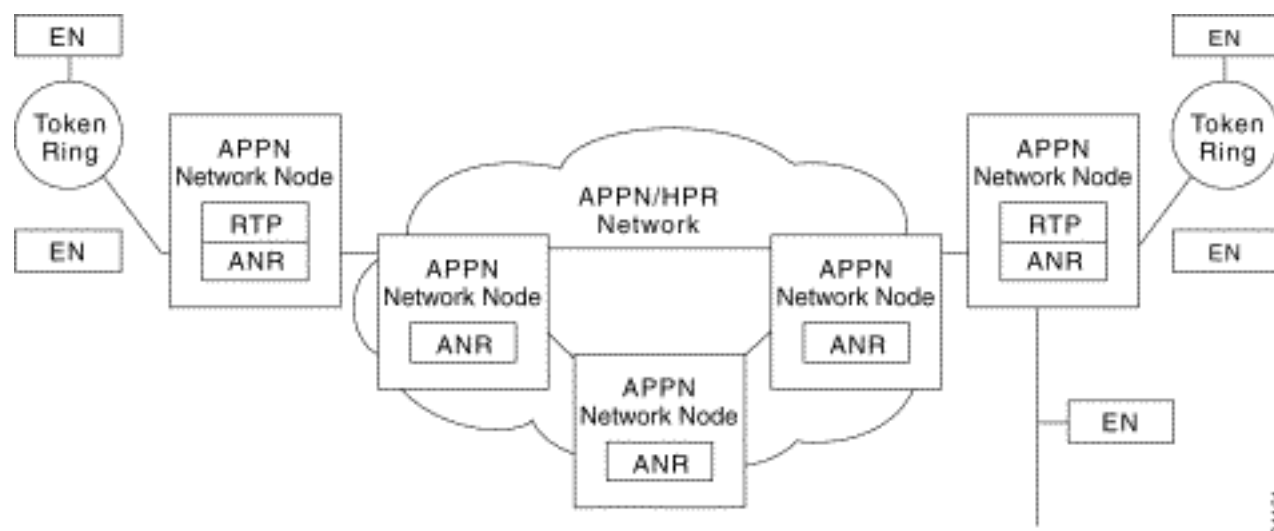 EN
EN
Token
Ring
APPN
Network Node
RTP
ANR
EN
APPN/HPR
Network
APPN
Network Node
ANR
APPN
Network Node
ANR
APPN
Network Node
ANR
APPN
Network Node
RTP
ANR
Token
Ring
EN
EN